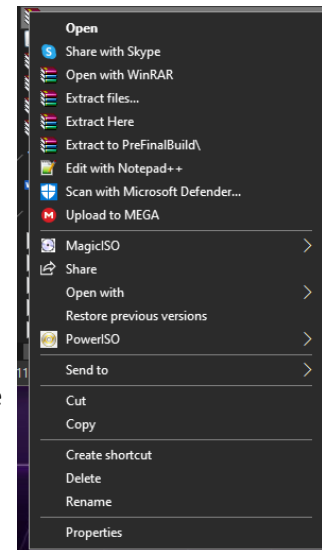 Open
Share with Skype
Open with WinRAR
Extract files...
Extract Here
Extract to PreFinalBuild\
Edit with Notepad++
Scan with Microsoft Defender...
Upload to MEGA
MagicISO
Share
Open with
Restore previous versions
PowerISO
Send to
11
Cut
e
Copy
Create shortcut
Delete
Rename
Properties